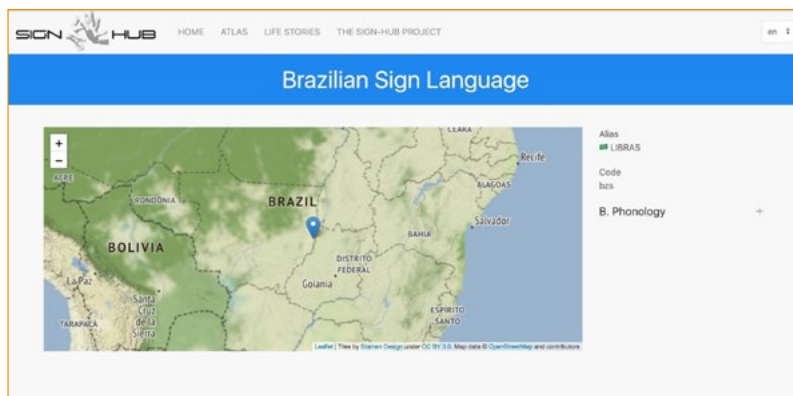 SIGN HUB HOME ATLAS LIFE STORIES THE SIGN-HUB PROJECT en
Brazilian Sign Language
+
−
CEARA
Recife
ACRE
RONDÔNIA
BRAZIL
ALAGOAS
BAHIA
Salvador
BOLIVIA
DISTRITO
FEDERAL
Goiania
La Paz
Santa
Cruz
de la
Sierra
ESPÍRITO
SANTO
TARAPACÁ
Leaflet | Tiles by Stamen Design under CC BY 3.0. Map data © OpenStreetMap and contributors
Alias
LIBRAS
Code
bzs
B. Phonology +